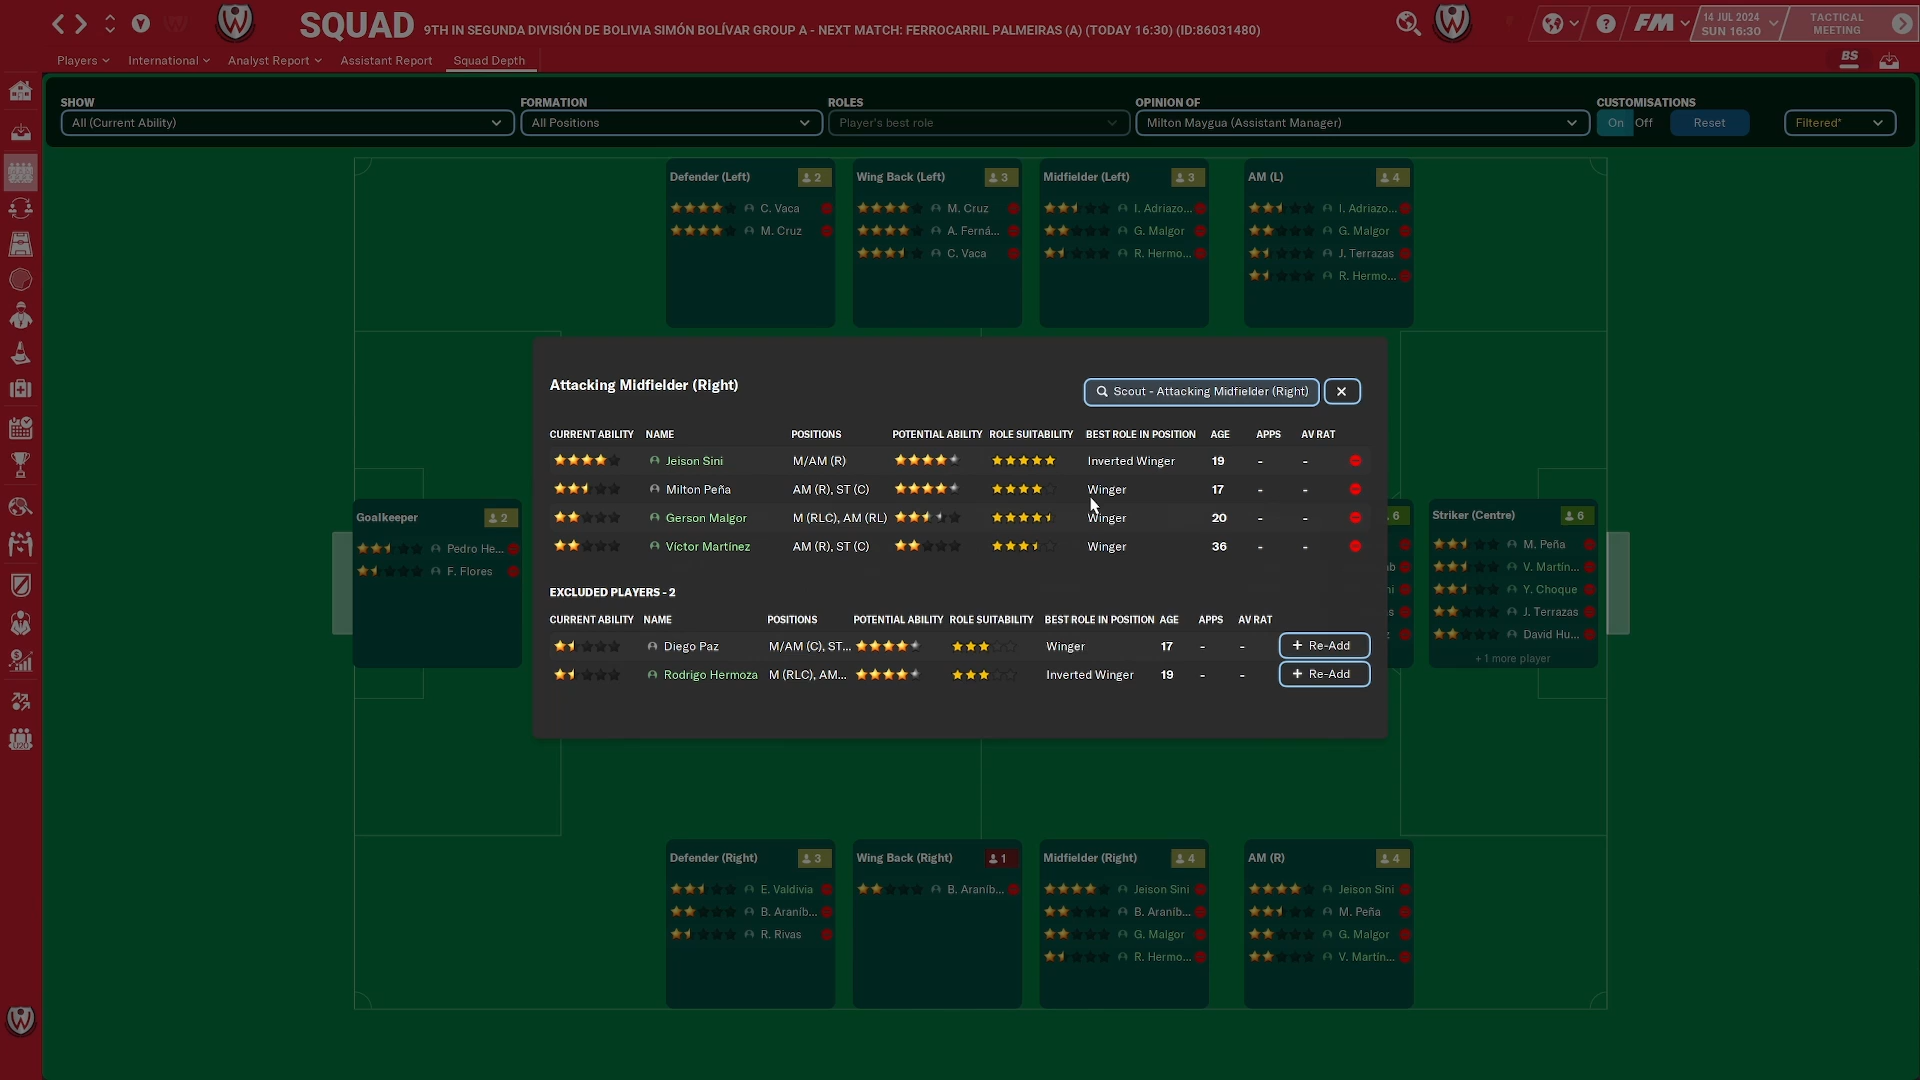 SQUAD
9TH IN SEGUNDA DIVISIÓN DE BOLIVIA SIMÓN BOLÍVAR GROUP A - NEXT MATCH: FERROCARRIL PALMEIRAS (A) (TODAY 16:30) (ID:86031480)
FM
14 JUL 2024
SUN 16:30
TACTICAL
MEETING
Players
International
Analyst Report
Assistant Report
Squad Depth
BS
SHOW
All (Current Ability)
FORMATION
All Positions
ROLES
Player's best role
OPINION OF
Milton Maygua (Assistant Manager)
CUSTOMISATIONS
On Off
Reset
Filtered*
Defender (Left) 2
C. Vaca
M. Cruz
Wing Back (Left) 3
M. Cruz
A. Ferná...
C. Vaca
Midfielder (Left) 3
I. Adriazo...
G. Malgor
R. Hermo...
AM (L) 4
I. Adriazo...
G. Malgor
J. Terrazas
R. Hermo...
Attacking Midfielder (Right)
Scout - Attacking Midfielder (Right)
CURRENT ABILITY NAME POSITIONS POTENTIAL ABILITY ROLE SUITABILITY BEST ROLE IN POSITION AGE APPS AV RAT
Jeison Sini M/AM (R) Inverted Winger 19 - -
Milton Peña AM (R), ST (C) Winger 17 - -
Gerson Malgor M (RLC), AM (RL) Winger 20 - -
Víctor Martínez AM (R), ST (C) Winger 36 - -
EXCLUDED PLAYERS - 2
CURRENT ABILITY NAME POSITIONS POTENTIAL ABILITY ROLE SUITABILITY BEST ROLE IN POSITION AGE APPS AV RAT
Diego Paz M/AM (C), ST... Winger 17 - - + Re-Add
Rodrigo Hermoza M (RLC), AM... Inverted Winger 19 - - + Re-Add
Goalkeeper 2
Pedro He...
F. Flores
6
Striker (Centre) 6
M. Peña
V. Martín...
Y. Choque
J. Terrazas
David Hu...
+ 1 more player
Defender (Right) 3
E. Valdivia
B. Araníb...
R. Rivas
Wing Back (Right) 1
B. Araníb...
Midfielder (Right) 4
Jeison Sini
B. Araníb...
G. Malgor
R. Hermo...
AM (R) 4
Jeison Sini
M. Peña
G. Malgor
V. Martín...
U20